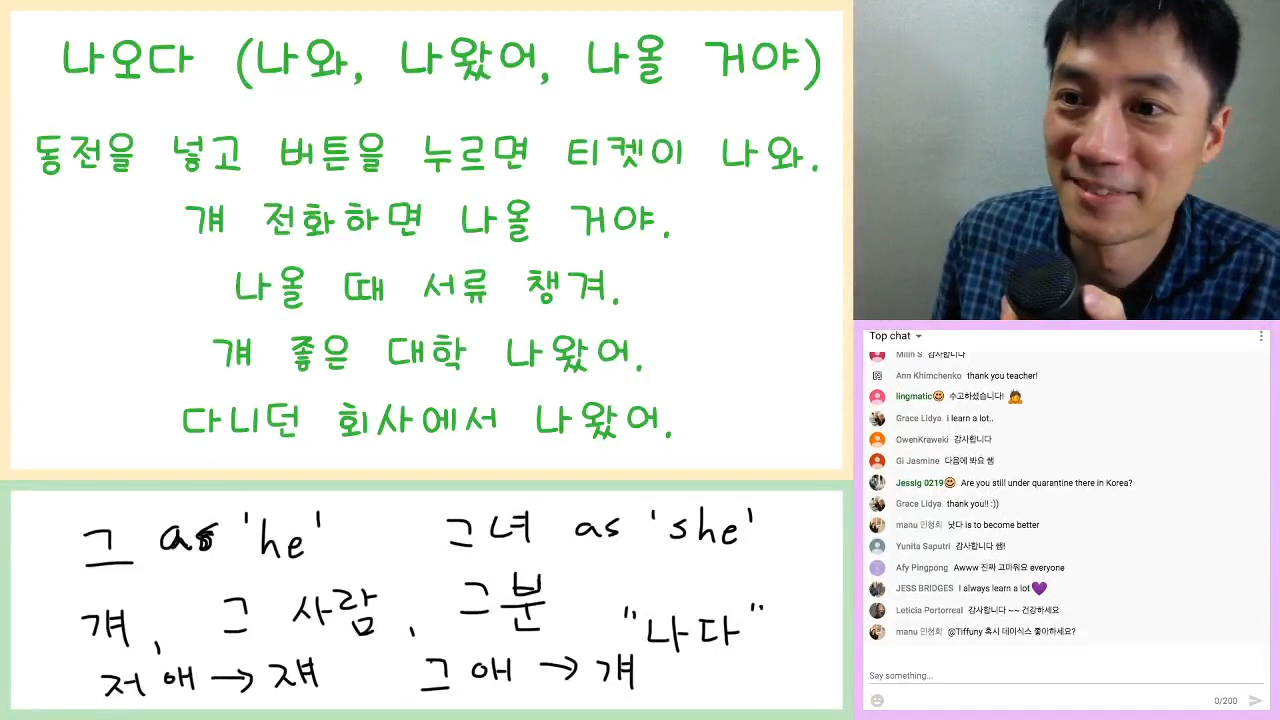 나오다 (나와, 나왔어, 나올 거야)
동전을 넣고 버튼을 누르면 티켓이 나와.
걔 전화하면 나올 거야.
나올 때 서류 챙겨.
걔 좋은 대학 나왔어.
다니던 회사에서 나왔어.
그 as 'he' 그녀 as 'she'
걔, 그 사람, 그분 "나다"
저 애 → 쟤 그 애 → 걔
Top chat
Milin S 감사합니다
Ann Khimchenko thank you teacher!
lingmatic 수고하셨습니다!
Grace Lidya i learn a lot..
OwenKraweki 감사합니다
Gi Jasmine 다음에 봐요 쌤
Jessig 0219 Are you still under quarantine there in Korea?
Grace Lidya thank you!! :))
manu 민정희 낫다 is to become better
Yunita Saputri 감사합니다 쌤!
Afy Pingpong Awww 진짜 고마워요 everyone
JESS BRIDGES I always learn a lot
Leticia Portorreal 감사합니다 ~~ 건강하세요
manu 민정희 @Tiffuny 혹시 데이식스 좋아하세요?
Say something...
0/200